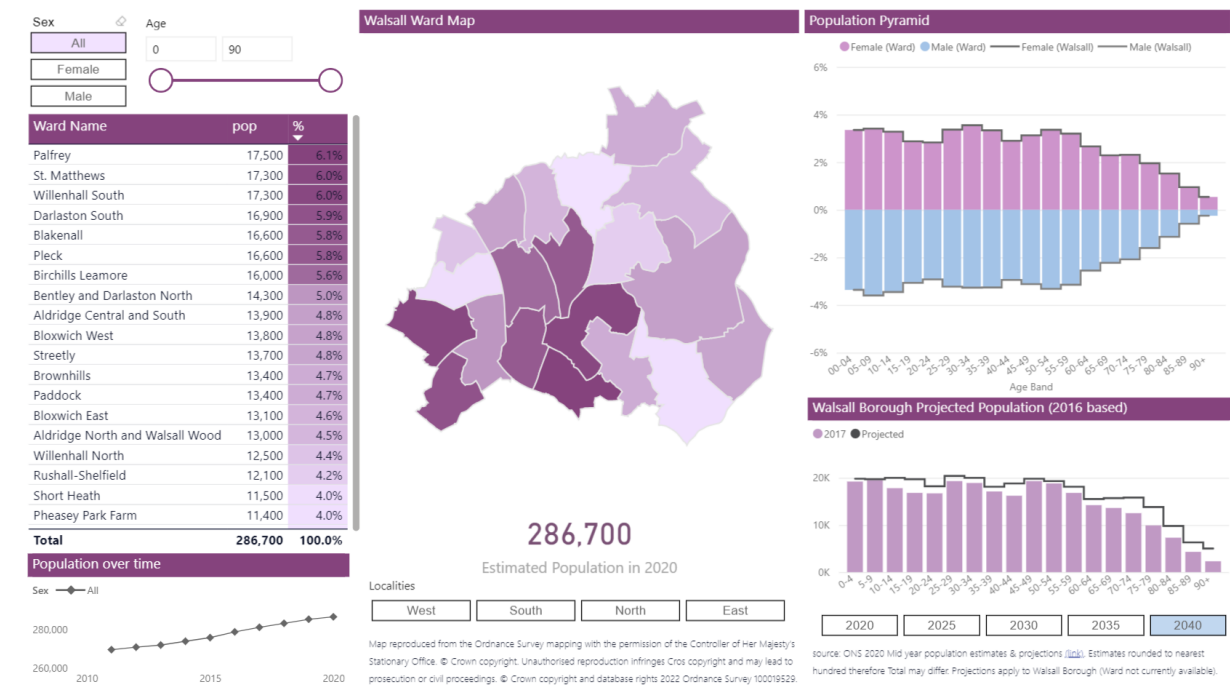 Sex
All
Female
Male
Age
0 90
Ward Name pop %
Palfrey 17,500 6.1%
St. Matthews 17,300 6.0%
Willenhall South 17,300 6.0%
Darlaston South 16,900 5.9%
Blakenall 16,600 5.8%
Pleck 16,600 5.8%
Birchills Leamore 16,000 5.6%
Bentley and Darlaston North 14,300 5.0%
Aldridge Central and South 13,900 4.8%
Bloxwich West 13,800 4.8%
Streetly 13,700 4.8%
Brownhills 13,400 4.7%
Paddock 13,400 4.7%
Bloxwich East 13,100 4.6%
Aldridge North and Walsall Wood 13,000 4.5%
Willenhall North 12,500 4.4%
Rushall-Shelfield 12,100 4.2%
Short Heath 11,500 4.0%
Pheasey Park Farm 11,400 4.0%
Total 286,700 100.0%
Population over time
Sex All
280,000
260,000
2010 2015 2020
Walsall Ward Map
286,700
Estimated Population in 2020
Localities
West South North East
Map reproduced from the Ordnance Survey mapping with the permission of the Controller of Her Majesty's
Stationary Office. © Crown copyright. Unauthorised reproduction infringes Cros copyright and may lead to
prosecution or civil proceedings. © Crown copyright and database rights 2022 Ordnance Survey 100019529.
Population Pyramid
Female (Ward) Male (Ward) Female (Walsall) Male (Walsall)
6%
4%
2%
0%
-2%
-4%
-6%
00-04 05-09 10-14 15-19 20-24 25-29 30-34 35-39 40-44 45-49 50-54 55-59 60-64 65-69 70-74 75-79 80-84 85-89 90+
Age Band
Walsall Borough Projected Population (2016 based)
2017 Projected
20K
10K
0K
0-4 5-9 10-14 15-19 20-24 25-29 30-34 35-39 40-44 45-49 50-54 55-59 60-64 65-69 70-74 75-79 80-84 85-89 90+
2020 2025 2030 2035 2040
source: ONS 2020 Mid year population estimates & projections (link), Estimates rounded to nearest
hundred therefore Total may differ. Projections apply to Walsall Borough (Ward not currently available).